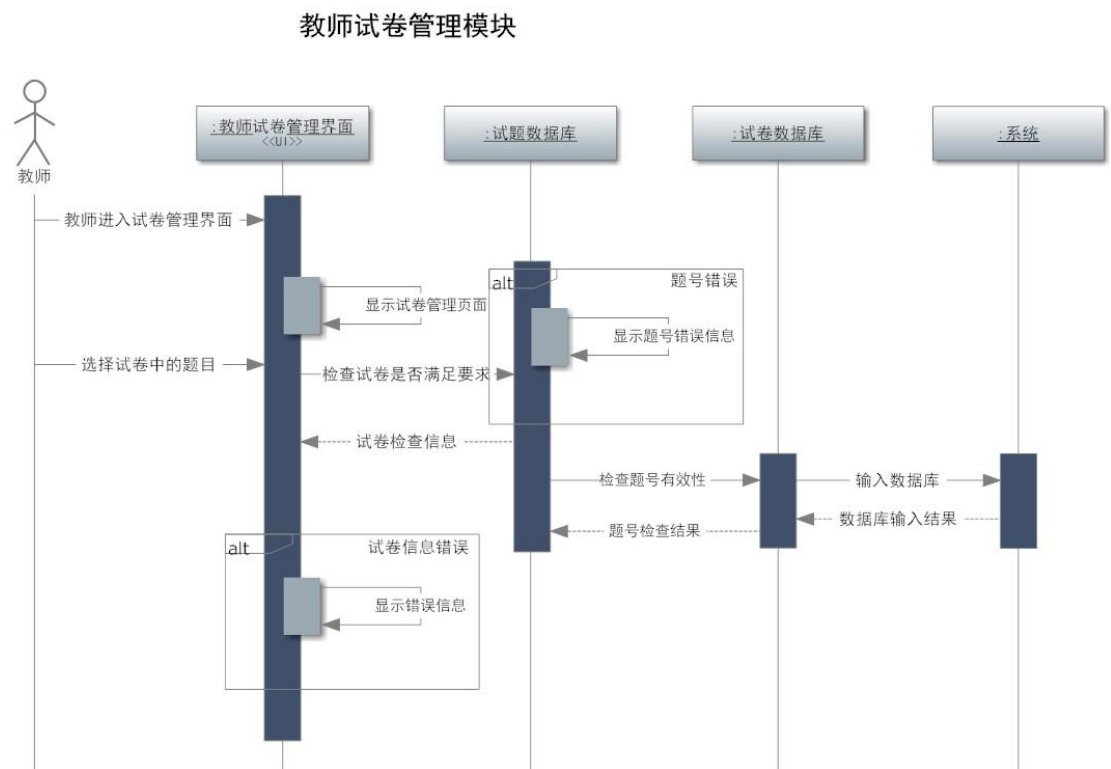 教师试卷管理模块
:教师试卷管理界面
<<UI>>
:试题数据库
:试卷数据库
:系统
教师
教师进入试卷管理界面
alt
题号错误
显示试卷管理页面
显示题号错误信息
选择试卷中的题目
检查试卷是否满足要求
试卷检查信息
检查题号有效性
输入数据库
数据库输入结果
题号检查结果
alt
试卷信息错误
显示错误信息